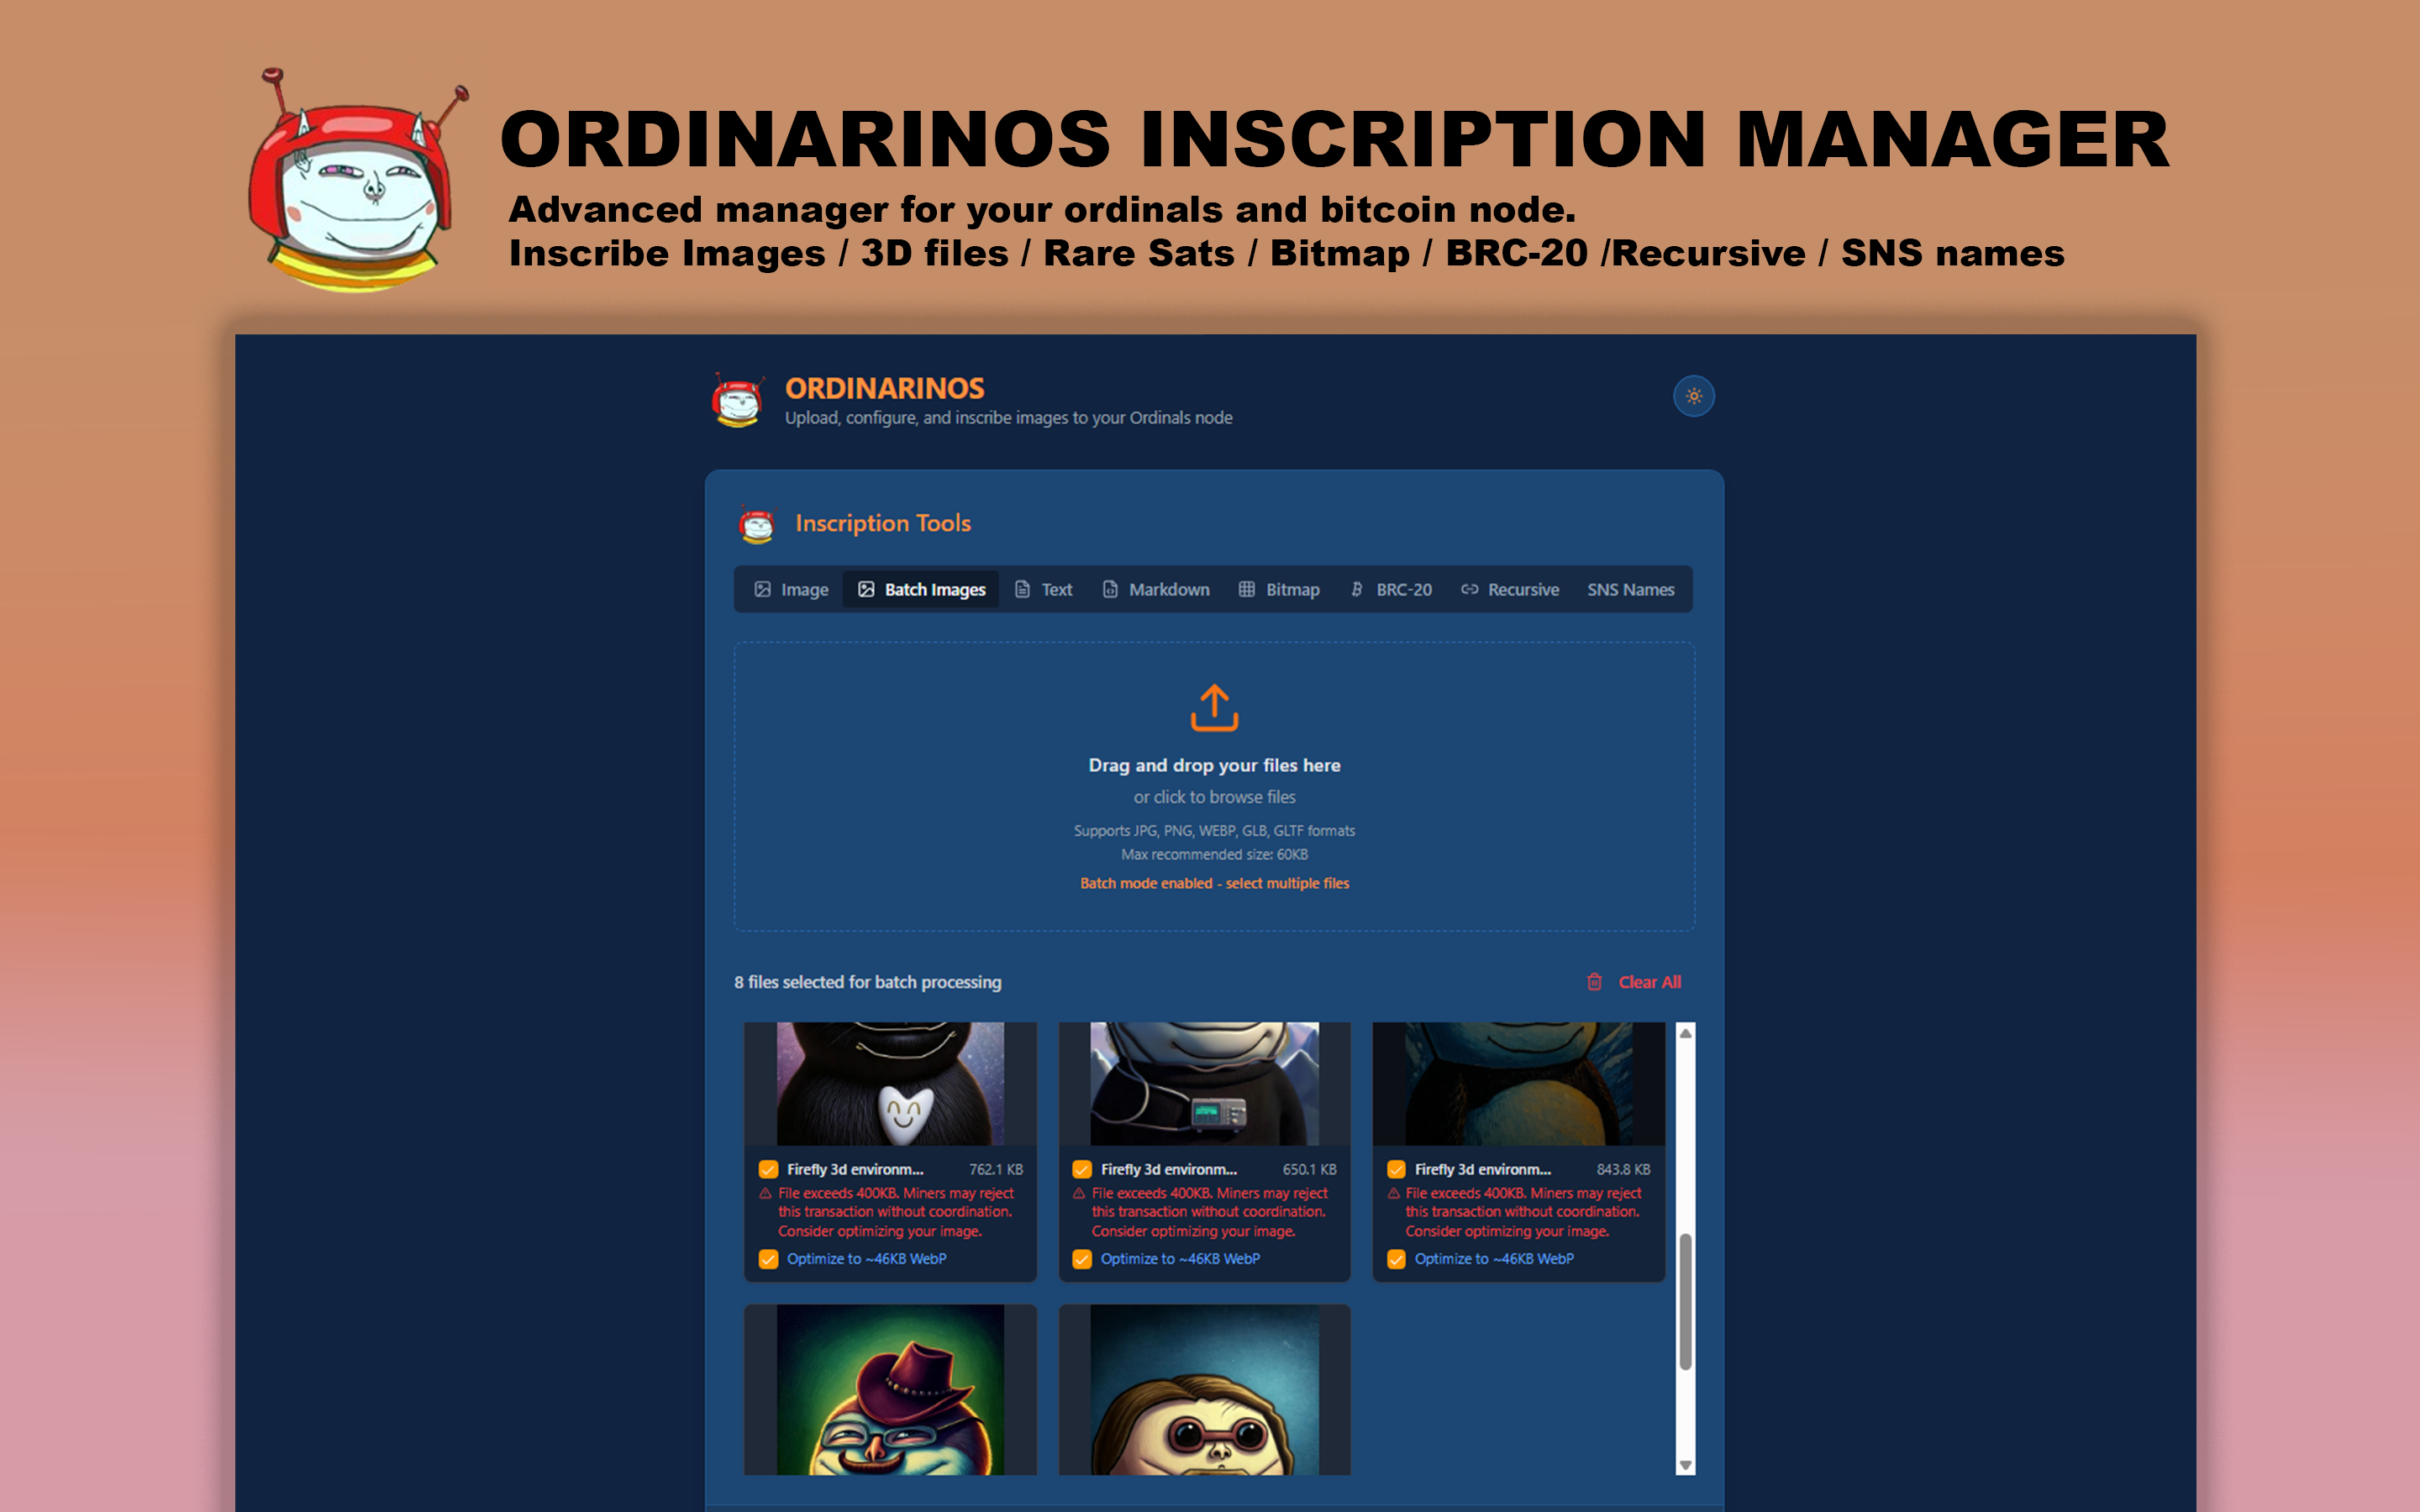 ORDINARINOS INSCRIPTION MANAGER
Advanced manager for your ordinals and bitcoin node.
Inscribe Images / 3D files / Rare Sats / Bitmap / BRC-20 /Recursive / SNS names
ORDINARINOS
Upload, configure, and inscribe images to your Ordinals node
Inscription Tools
Image Batch Images Text Markdown Bitmap BRC-20 Recursive SNS Names
Drag and drop your files here
or click to browse files
Supports JPG, PNG, WEBP, GLB, GLTF formats
Max recommended size: 60KB
Batch mode enabled - select multiple files
8 files selected for batch processing Clear All
Firefly 3d environm... 762.1 KB
File exceeds 400KB. Miners may reject
this transaction without coordination.
Consider optimizing your image.
Optimize to ~46KB WebP
Firefly 3d environm... 650.1 KB
File exceeds 400KB. Miners may reject
this transaction without coordination.
Consider optimizing your image.
Optimize to ~46KB WebP
Firefly 3d environm... 843.8 KB
File exceeds 400KB. Miners may reject
this transaction without coordination.
Consider optimizing your image.
Optimize to ~46KB WebP